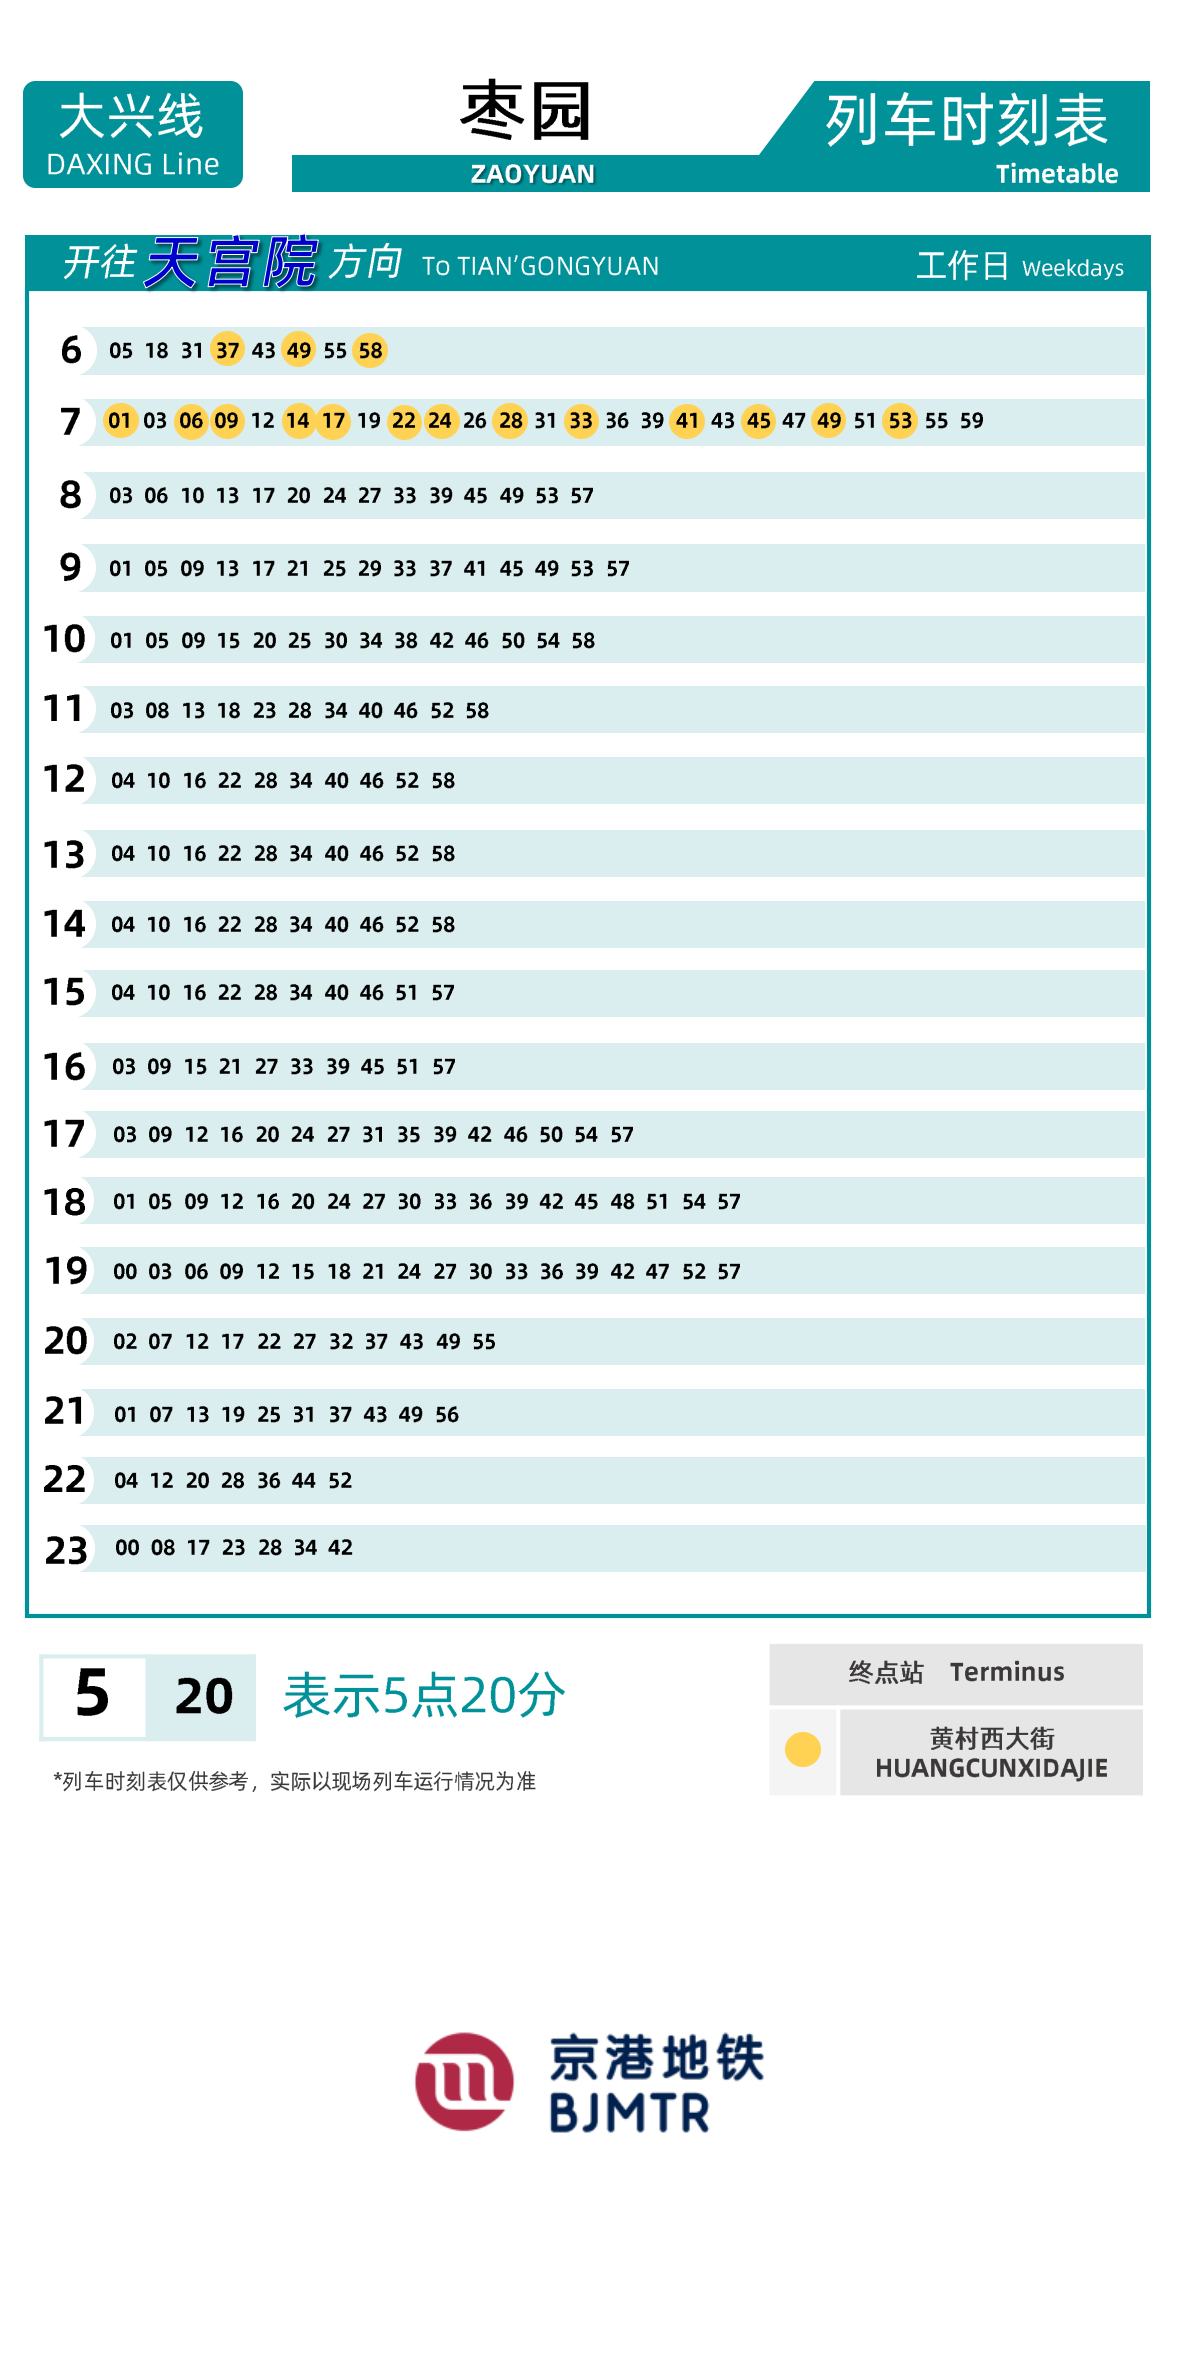 大兴线
DAXING Line
枣园
ZAOYUAN
列车时刻表
Timetable
开往 天宫院 方向 To TIAN’GONGYUAN 工作日 Weekdays
6 05 18 31 37 43 49 55 58
7 01 03 06 09 12 14 17 19 22 24 26 28 31 33 36 39 41 43 45 47 49 51 53 55 59
8 03 06 10 13 17 20 24 27 33 39 45 49 53 57
9 01 05 09 13 17 21 25 29 33 37 41 45 49 53 57
10 01 05 09 15 20 25 30 34 38 42 46 50 54 58
11 03 08 13 18 23 28 34 40 46 52 58
12 04 10 16 22 28 34 40 46 52 58
13 04 10 16 22 28 34 40 46 52 58
14 04 10 16 22 28 34 40 46 52 58
15 04 10 16 22 28 34 40 46 51 57
16 03 09 15 21 27 33 39 45 51 57
17 03 09 12 16 20 24 27 31 35 39 42 46 50 54 57
18 01 05 09 12 16 20 24 27 30 33 36 39 42 45 48 51 54 57
19 00 03 06 09 12 15 18 21 24 27 30 33 36 39 42 47 52 57
20 02 07 12 17 22 27 32 37 43 49 55
21 01 07 13 19 25 31 37 43 49 56
22 04 12 20 28 36 44 52
23 00 08 17 23 28 34 42
5 20 表示5点20分
*列车时刻表仅供参考，实际以现场列车运行情况为准
终点站 Terminus
黄村西大街
HUANGCUNXIDAJIE
京港地铁
BJMTR